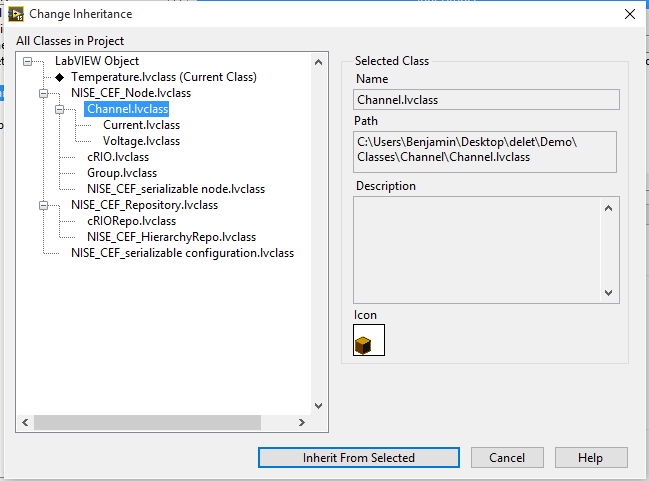 Change Inheritance
All Classes in Project
LabVIEW Object
Temperature.lvclass (Current Class)
NISE_CEF_Node.lvclass
Channel.lvclass
Current.lvclass
Voltage.lvclass
cRIO.lvclass
Group.lvclass
NISE_CEF_serializable node.lvclass
NISE_CEF_Repository.lvclass
cRIORepo.lvclass
NISE_CEF_HierarchyRepo.lvclass
NISE_CEF_serializable configuration.lvclass
Selected Class
Name
Channel.lvclass
Path
C:\Users\Benjamin\Desktop\delet\Demo\
Classes\Channel\Channel.lvclass
Description
Icon
Inherit From Selected
Cancel
Help